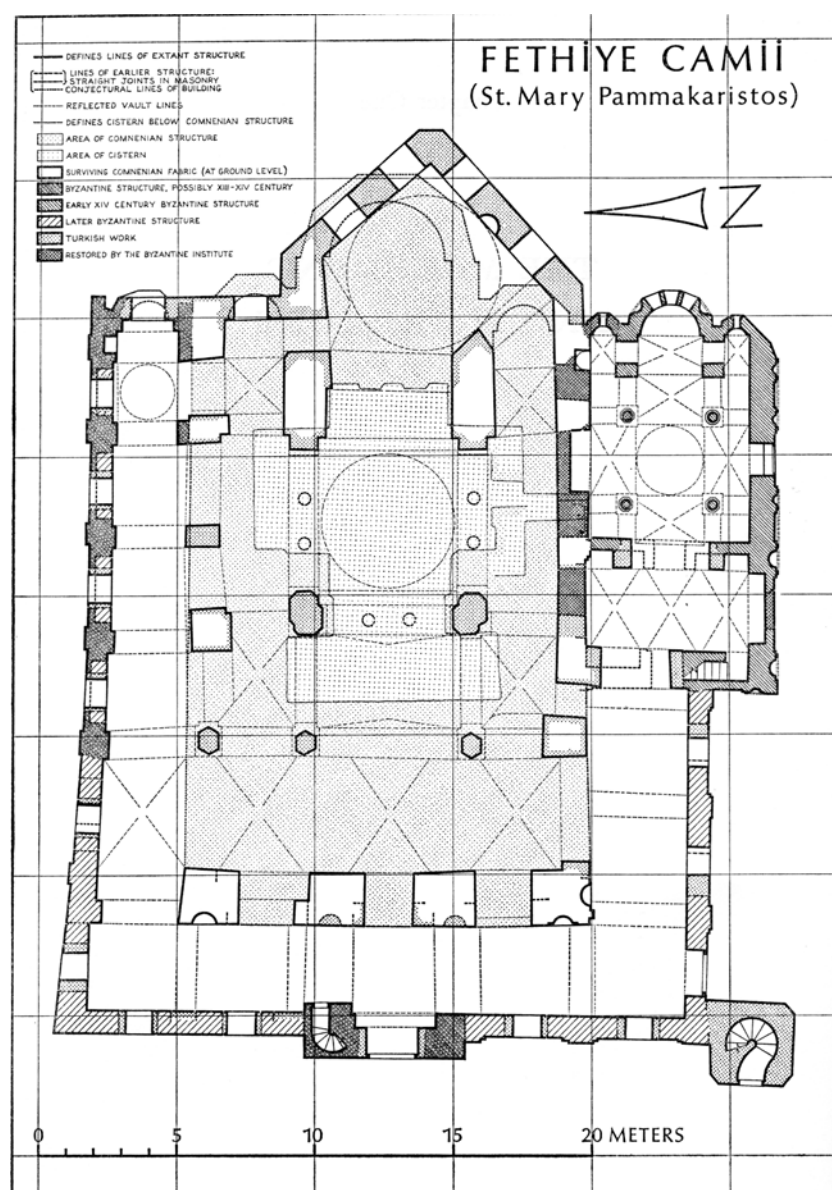 FETHİYE CAMİİ
(St. Mary Pammakaristos)
DEFINES LINES OF EXTANT STRUCTURE
LINES OF EARLIER STRUCTURE:
STRAIGHT JOINTS IN MASONRY
CONJECTURAL LINES OF BUILDING
REFLECTED VAULT LINES
DEFINES CISTERN BELOW COMNENIAN STRUCTURE
AREA OF COMNENIAN STRUCTURE
AREA OF CISTERN
SURVIVING COMNENIAN FABRIC (AT GROUND LEVEL)
BYZANTINE STRUCTURE, POSSIBLY XIII-XIV CENTURY
EARLY XIV CENTURY BYZANTINE STRUCTURE
LATER BYZANTINE STRUCTURE
TURKISH WORK
RESTORED BY THE BYZANTINE INSTITUTE
N
0 5 10 15 20 METERS